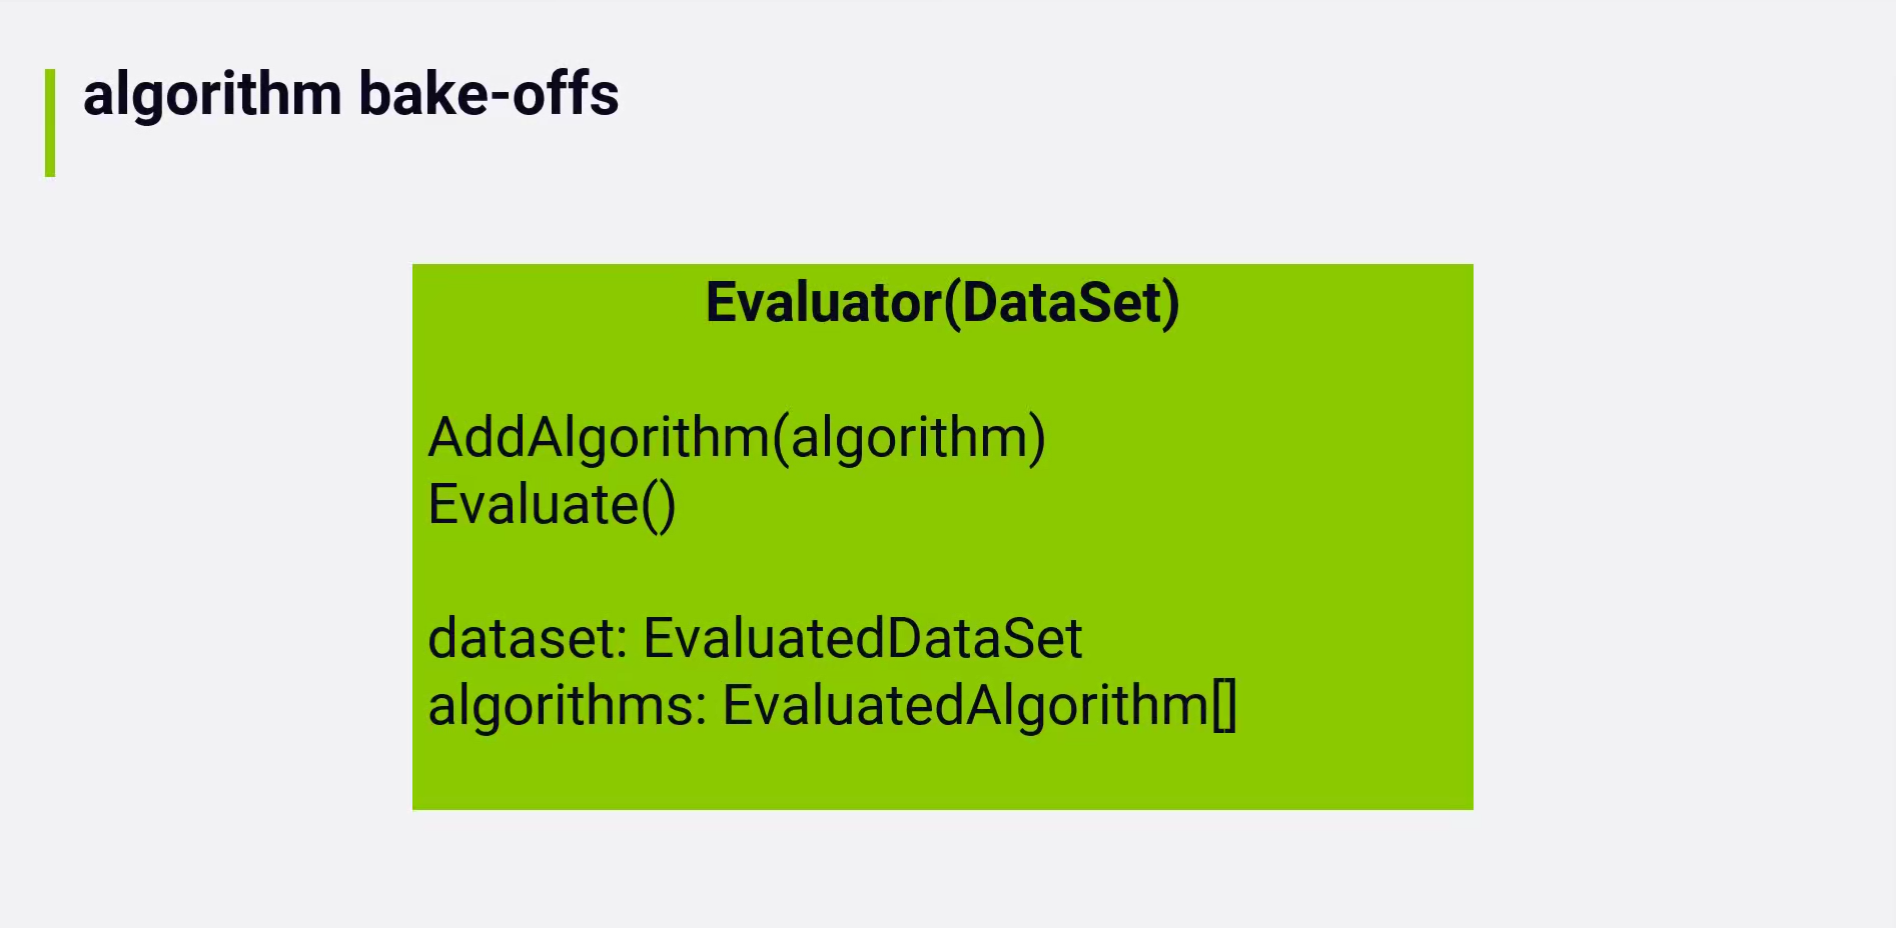 algorithm bake-offs
Evaluator(DataSet)
AddAlgorithm(algorithm)
Evaluate()
dataset: EvaluatedDataSet
algorithms: EvaluatedAlgorithm[]